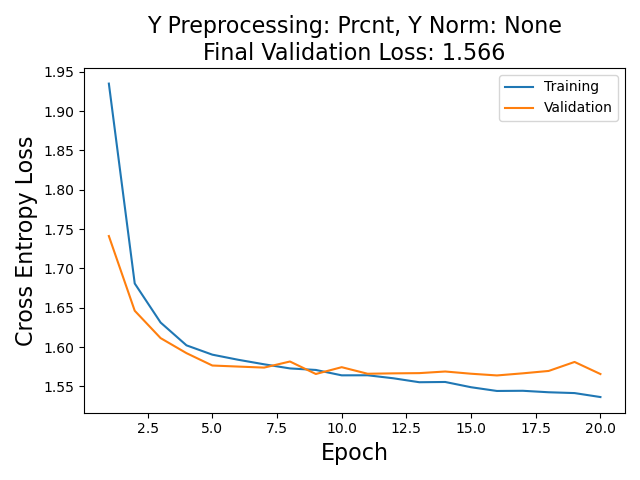 Y Preprocessing: Prcnt, Y Norm: None
Final Validation Loss: 1.566
Training
Validation
Cross Entropy Loss
1.95
1.90
1.85
1.80
1.75
1.70
1.65
1.60
1.55
2.5
5.0
7.5
10.0
12.5
15.0
17.5
20.0
Epoch